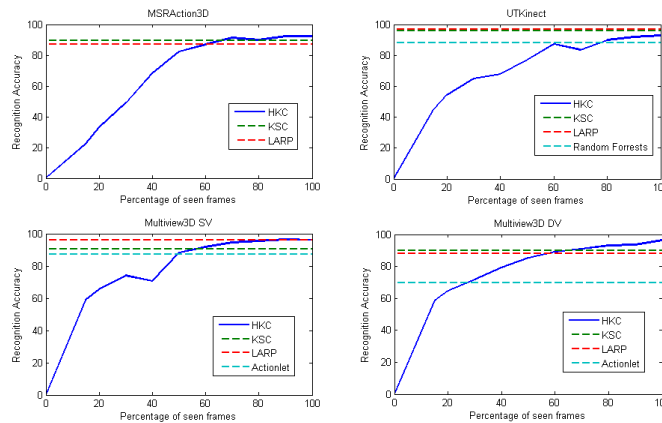 MSRAction3D
Recognition Accuracy
100
80
60
40
20
0
HKC
KSC
LARP
0 20 40 60 80 100
Percentage of seen frames
UTKinect
Recognition Accuracy
100
80
60
40
20
0
HKC
KSC
LARP
Random Forrests
0 20 40 60 80 100
Percentage of seen frames
Multiview3D SV
Recognition Accuracy
100
80
60
40
20
0
HKC
KSC
LARP
Actionlet
0 20 40 60 80 100
Percentage of seen frames
Multiview3D DV
Recognition Accuracy
100
80
60
40
20
0
HKC
KSC
LARP
Actionlet
0 20 40 60 80 100
Percentage of seen frames